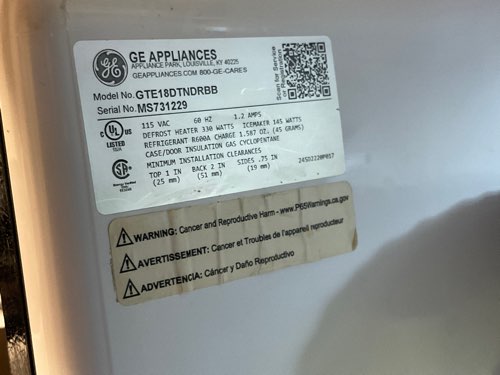 GE APPLIANCES
APPLIANCE PARK, LOUISVILLE, KY 40225
GEAPPLIANCES.COM 800-GE-CARES
Model No. GTE18DTNDRBB
Serial No. MS731229
Scan for Service
or Registration
115 VAC 60 HZ 1.2 AMPS
DEFROST HEATER 330 WATTS ICEMAKER 145 WATTS
REFRIGERANT R600A CHARGE 1.587 OZ. (45 GRAMS)
CASE/DOOR INSULATION GAS CYCLOPENTANE
MINIMUM INSTALLATION CLEARANCES
TOP 1 IN BACK 2 IN SIDES .75 IN
(25 mm) (51 mm) (19 mm)
245D2220P057
UL
LISTED
WARNING: Cancer and Reproductive Harm - www.P65Warnings.ca.gov
AVERTISSEMENT: Cancer et Troubles de l'appareil reproducteur
ADVERTENCIA: Cáncer y Daño Reproductivo